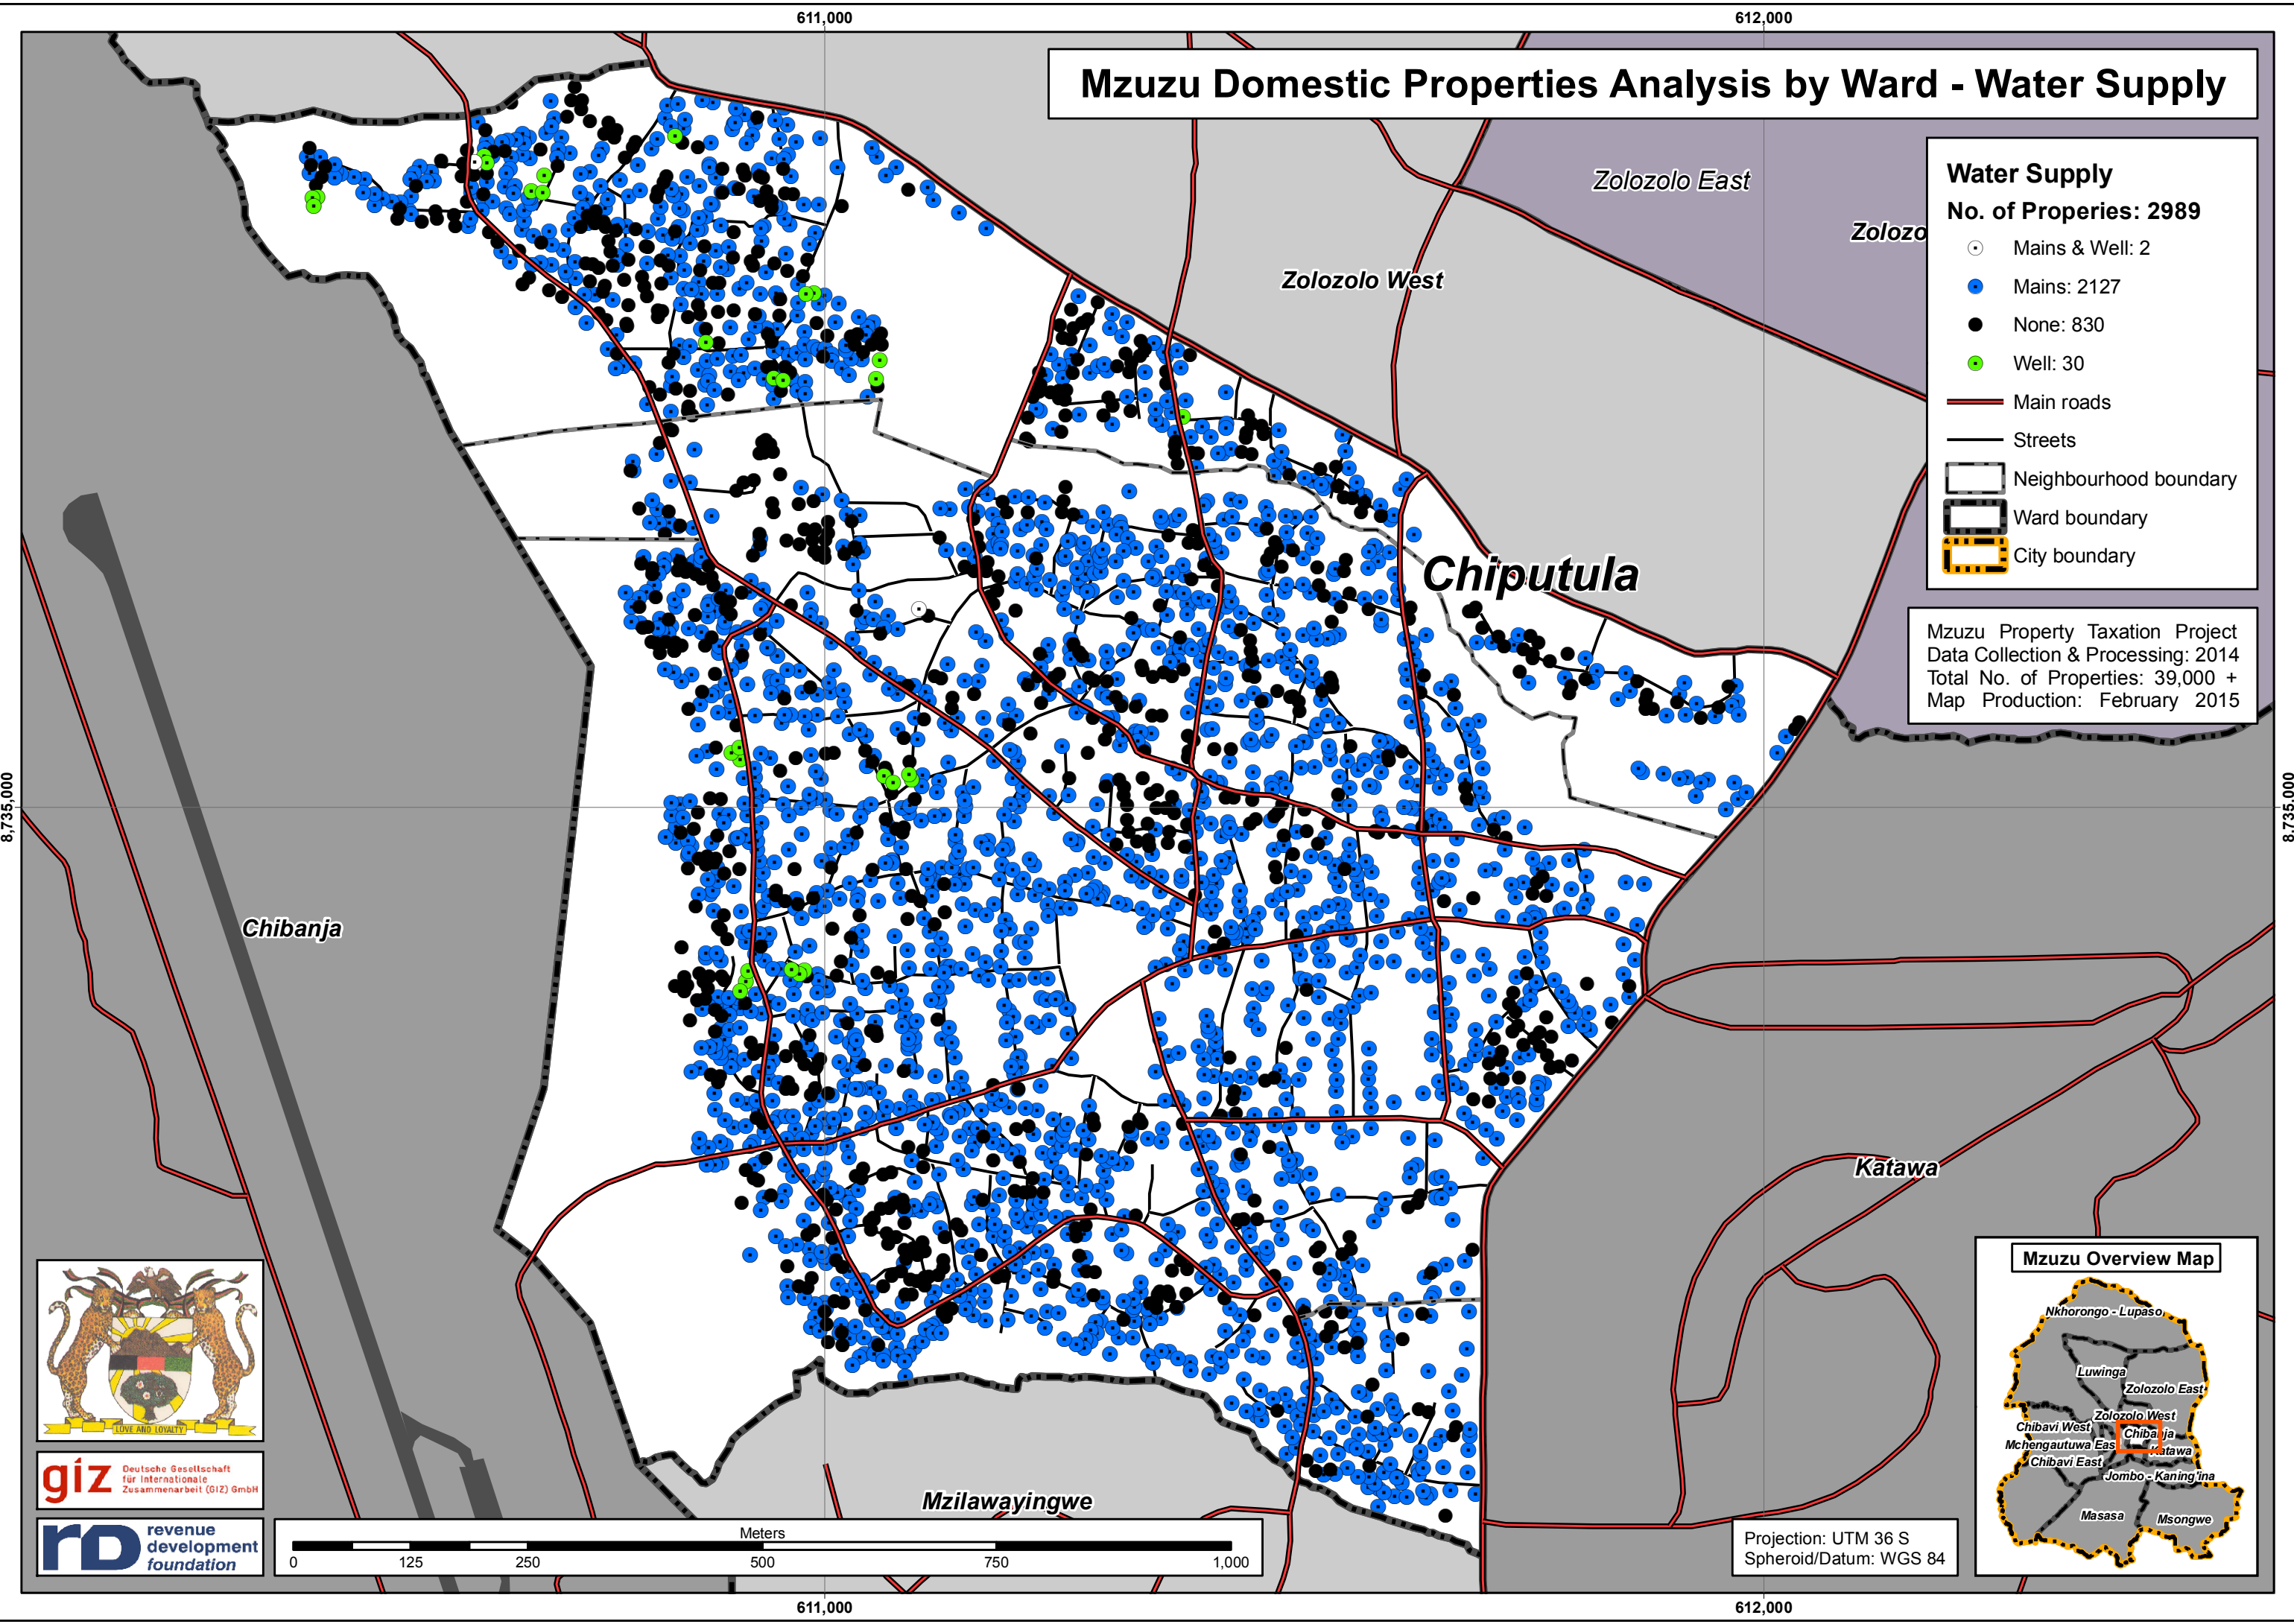 611,000
612,000
Mzuzu Domestic Properties Analysis by Ward - Water Supply
Water Supply
No. of Properies: 2989
Mains & Well: 2
Mains: 2127
None: 830
Well: 30
Main roads
Streets
Neighbourhood boundary
Ward boundary
City boundary
Zolozolo East
Zolozo
Zolozolo West
Chiputula
Mzuzu Property Taxation Project
Data Collection & Processing: 2014
Total No. of Properties: 39,000 +
Map Production: February 2015
8,735,000
8,735,000
Chibanja
Katawa
Mzilawayingwe
Mzuzu Overview Map
Nkhorongo - Lupaso
Luwinga
Zolozolo East
Zolozolo West
Chibavi West
Chibanja
Mchengautuwa Eas
Katawa
Chibavi East
Jombo - Kaning'ina
Masasa
Msongwe
LOVE AND LOYALTY
giz
Deutsche Gesellschaft
für Internationale
Zusammenarbeit (GIZ) GmbH
rD
revenue
development
foundation
Meters
0 125 250 500 750 1,000
Projection: UTM 36 S
Spheroid/Datum: WGS 84
611,000
612,000